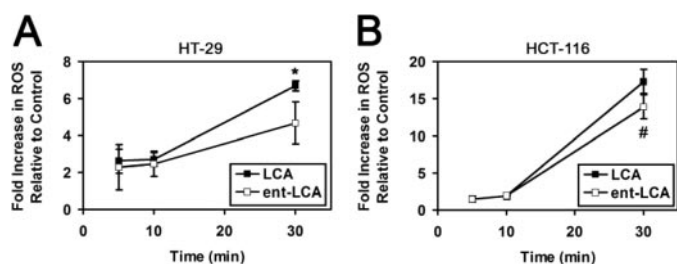 A
HT-29
Fold Increase in ROS
Relative to Control
8
6
4
2
0
*
LCA
ent-LCA
0
10
20
30
Time (min)
B
HCT-116
Fold Increase in ROS
Relative to Control
20
15
10
5
0
#
LCA
ent-LCA
0
10
20
30
Time (min)